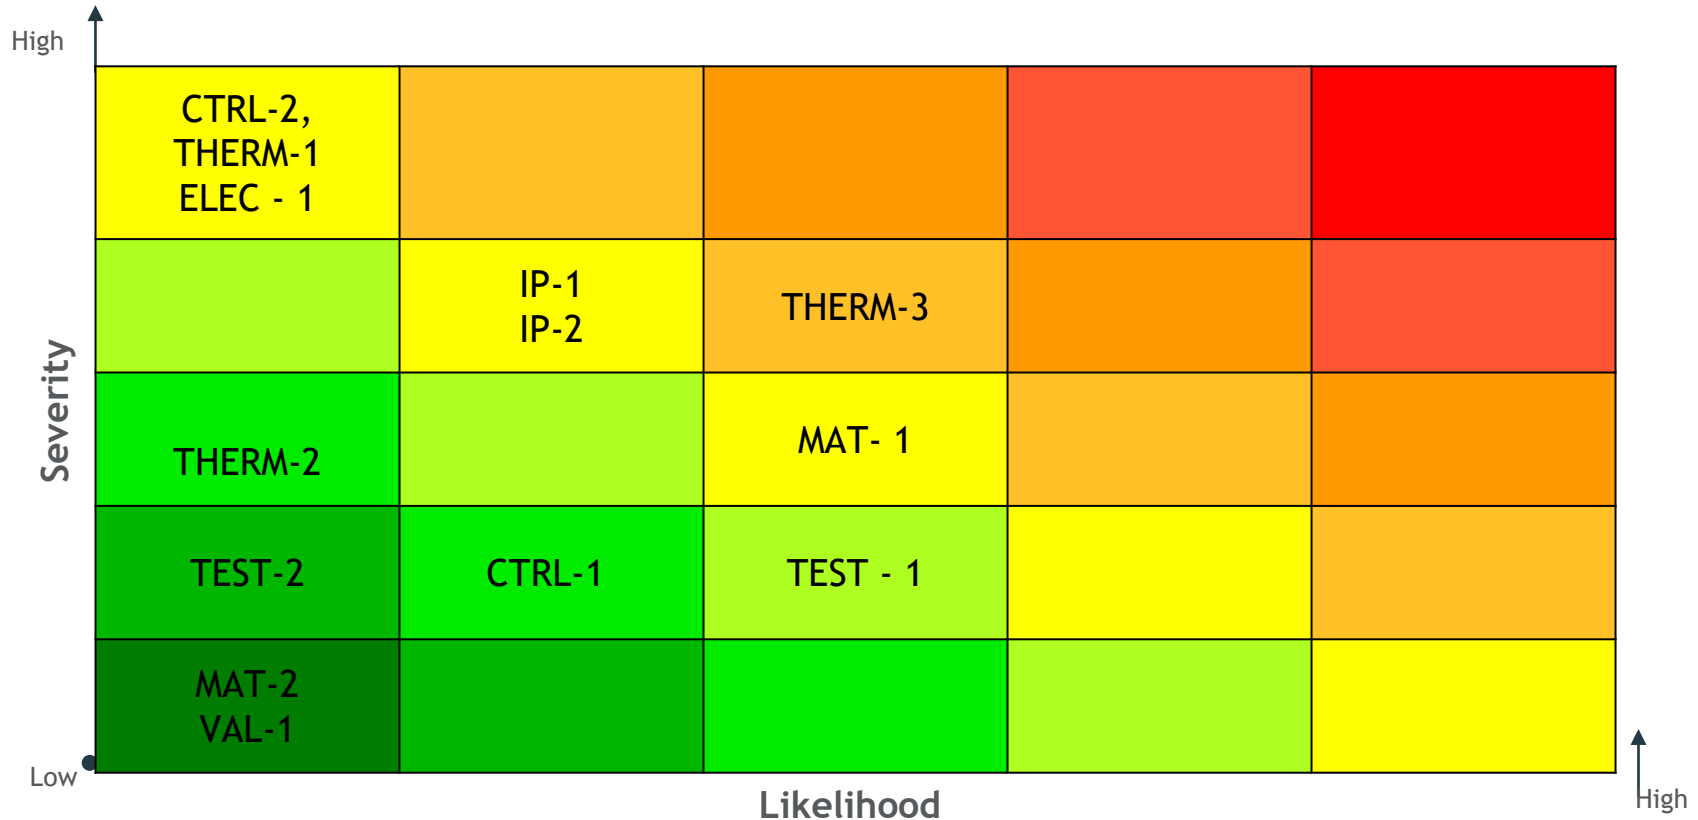 High
CTRL-2,
THERM-1
ELEC - 1
IP-1
IP-2
THERM-3
Severity
THERM-2
MAT- 1
TEST-2
CTRL-1
TEST - 1
MAT-2
VAL-1
Low
Likelihood
High